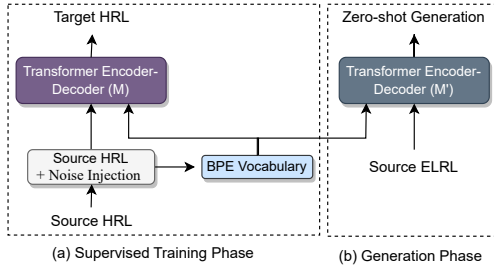 Target HRL
Zero-shot Generation
Transformer Encoder-
Decoder (M)
Transformer Encoder-
Decoder (M')
Source HRL
+ Noise Injection
BPE Vocabulary
Source ELRL
Source HRL
(a) Supervised Training Phase
(b) Generation Phase